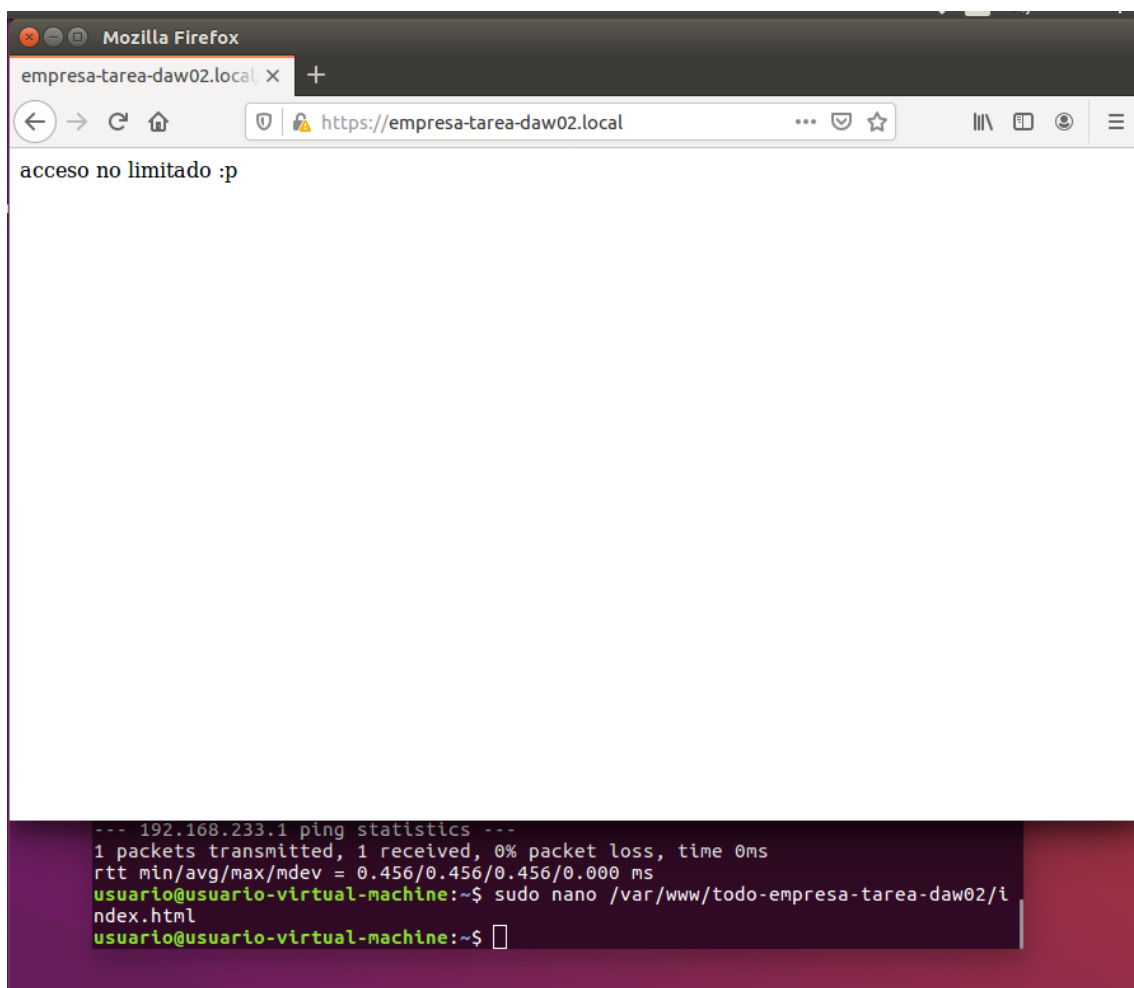 Mozilla Firefox
empresa-tarea-daw02.local/
https://empresa-tarea-daw02.local
acceso no limitado :p
--- 192.168.233.1 ping statistics ---
1 packets transmitted, 1 received, 0% packet loss, time 0ms
rtt min/avg/max/mdev = 0.456/0.456/0.456/0.000 ms
usuario@usuario-virtual-machine:~$ sudo nano /var/www/todo-empresa-tarea-daw02/i
ndex.html
usuario@usuario-virtual-machine:~$